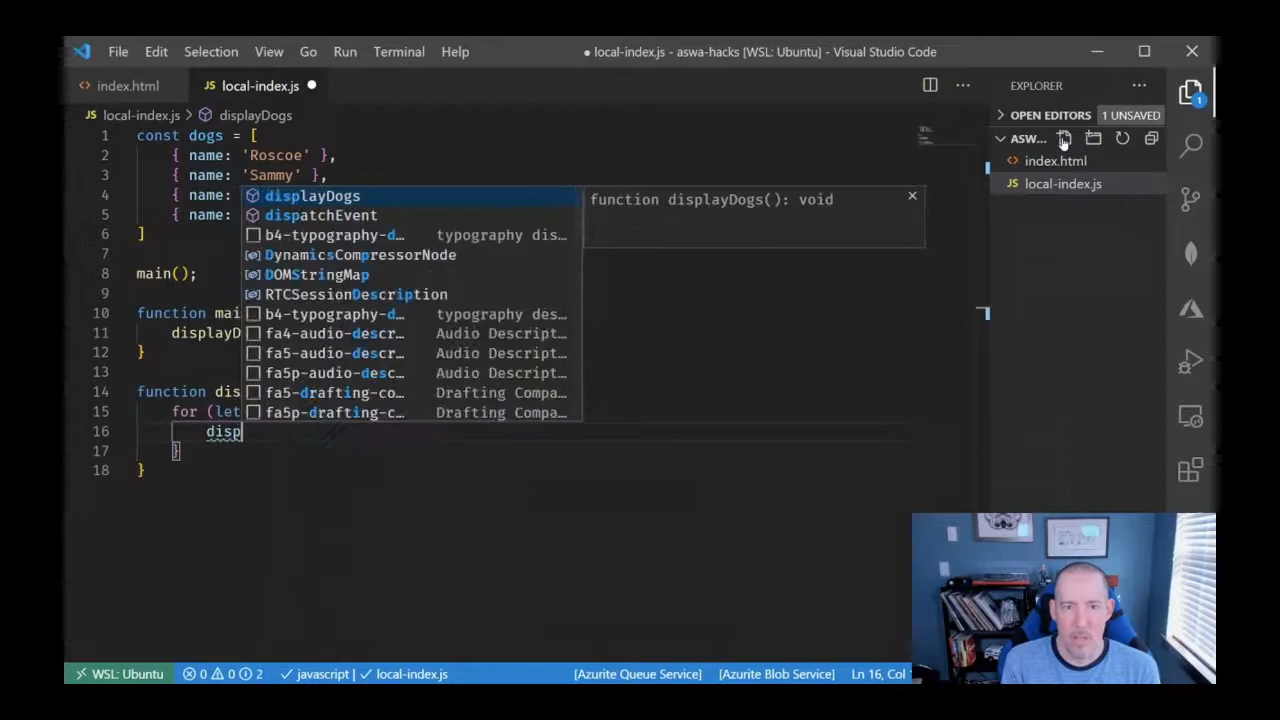 File Edit Selection View Go Run Terminal Help
● local-index.js - aswa-hacks [WSL: Ubuntu] - Visual Studio Code
index.html
JS local-index.js ●
EXPLORER
JS local-index.js > displayDogs
OPEN EDITORS 1 UNSAVED
ASW...
index.html
JS local-index.js
1
1 const dogs = [
2 { name: 'Roscoe' },
3 { name: 'Sammy' },
4 { name:
5 { name:
6 ]
7
8 main();
9
10 function mai
11 displayD
12 }
13
14 function dis
15 for (let
16 disp
17 }
18 }
displayDogs
dispatchEvent
b4-typography-d… typography dis…
DynamicsCompressorNode
DOMStringMap
RTCSessionDescription
b4-typography-d… typography des…
fa4-audio-descr… Audio Descript…
fa5-audio-descr… Audio Descript…
fa5p-audio-desc… Audio Descript…
fa5-drafting-co… Drafting Compa…
fa5p-drafting-c… Drafting Compa…
function displayDogs(): void
WSL: Ubuntu 0 0 2 javascript | local-index.js [Azurite Queue Service] [Azurite Blob Service] Ln 16, Col